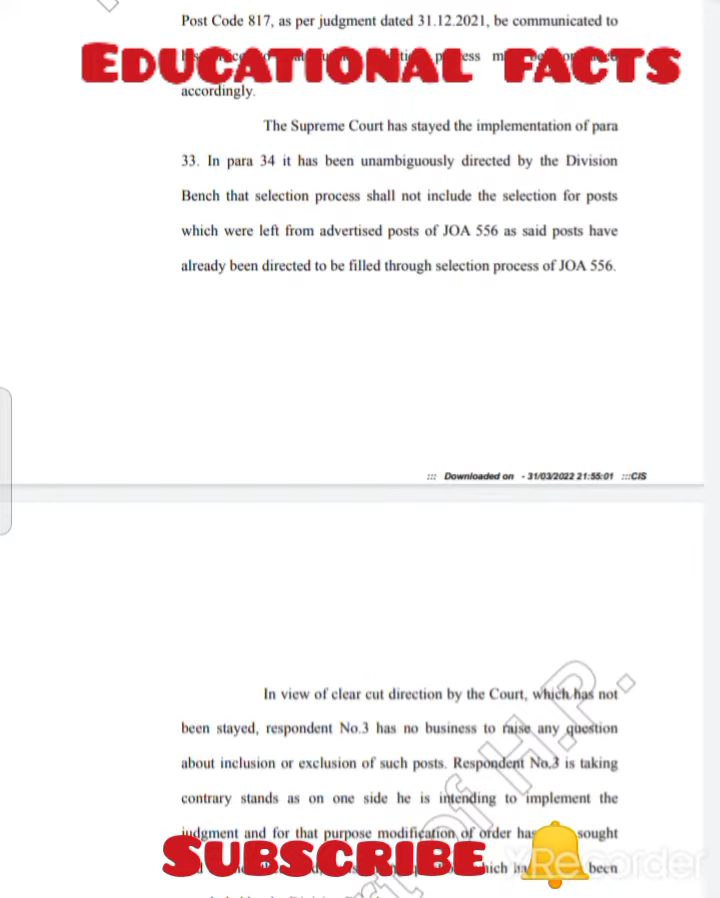 Post Code 817, as per judgment dated 31.12.2021, be communicated to
EDUCATIONAL FACTS
accordingly.
The Supreme Court has stayed the implementation of para
33. In para 34 it has been unambiguously directed by the Division
Bench that selection process shall not include the selection for posts
which were left from advertised posts of JOA 556 as said posts have
already been directed to be filled through selection process of JOA 556.
::: Downloaded on - 31/03/2022 21:55:01 :::CIS
In view of clear cut direction by the Court, which has not
been stayed, respondent No.3 has no business to raise any question
about inclusion or exclusion of such posts. Respondent No.3 is taking
contrary stands as on one side he is intending to implement the
judgment and for that purpose modification of order has sought
SUBSCRIBE
XRecorder
been
of H.P.